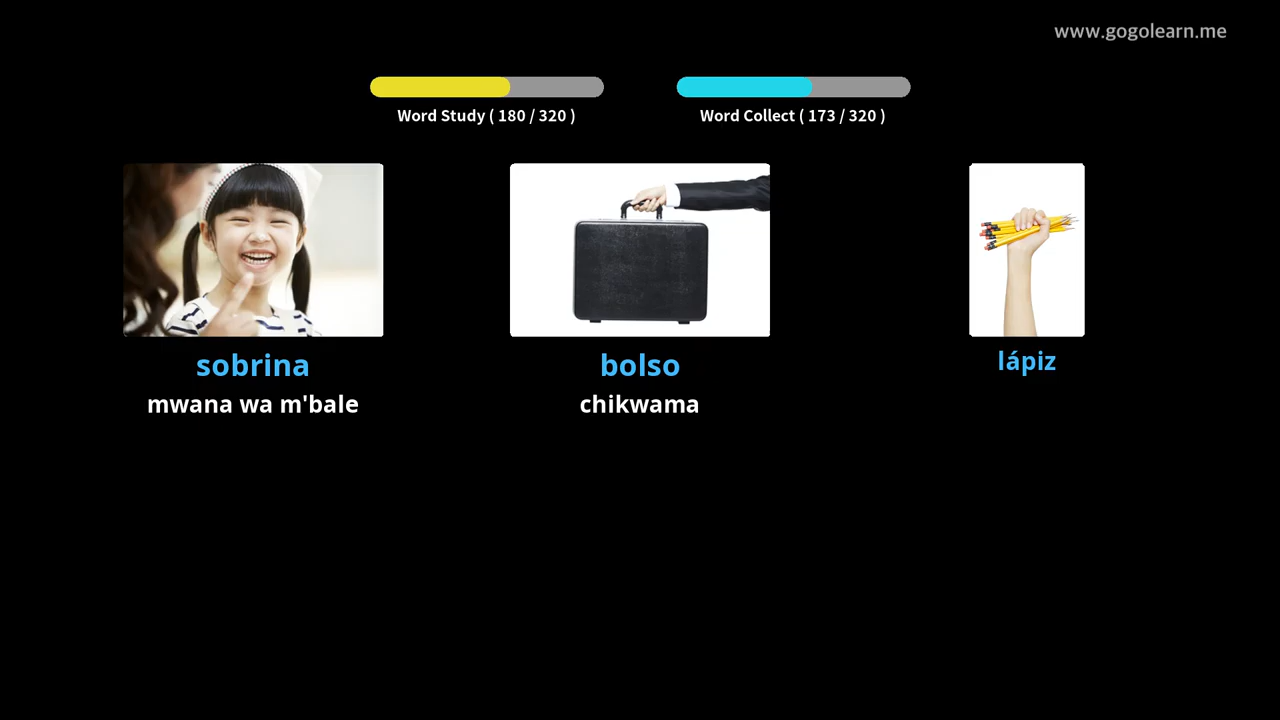 www.gogolearn.me
Word Study ( 180 / 320 )
Word Collect ( 173 / 320 )
sobrina
bolso
lápiz
mwana wa m'bale
chikwama